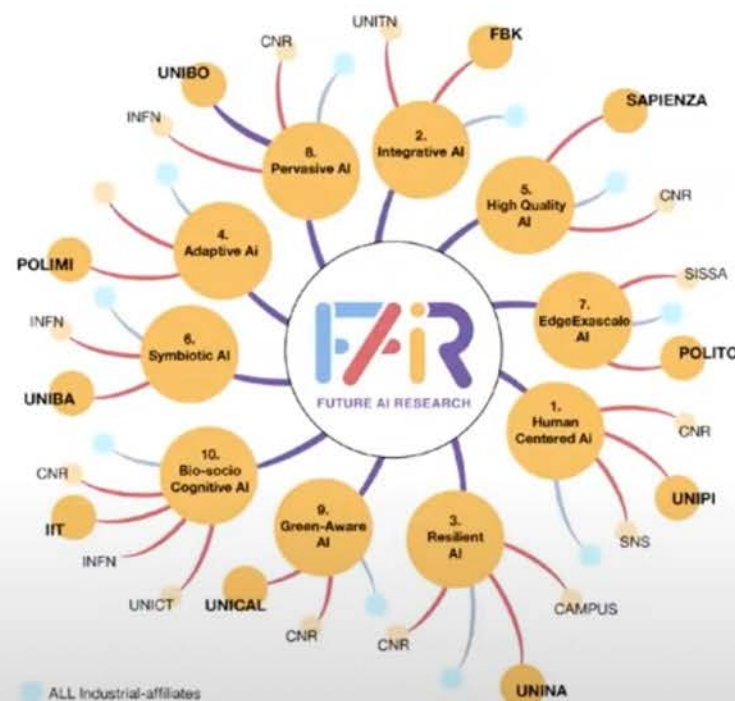 CNR
UNITN
FBK
UNIBO
SAPIENZA
INFN
8.
Pervasive AI
2.
Integrative AI
5.
High Quality
AI
CNR
4.
Adaptive Ai
POLIMI
SISSA
7.
EdgeExascale
AI
POLITO
INFN
6.
Symbiotic AI
UNIBA
FAiR
FUTURE AI RESEARCH
1.
Human
Centered Ai
CNR
UNIPI
SNS
10.
Bio-socio
Cognitive AI
CNR
IIT
INFN
UNICT
9.
Green-Aware
AI
UNICAL
CNR
3.
Resilient
AI
CAMPUS
CNR
UNINA
ALL Industrial-affiliates